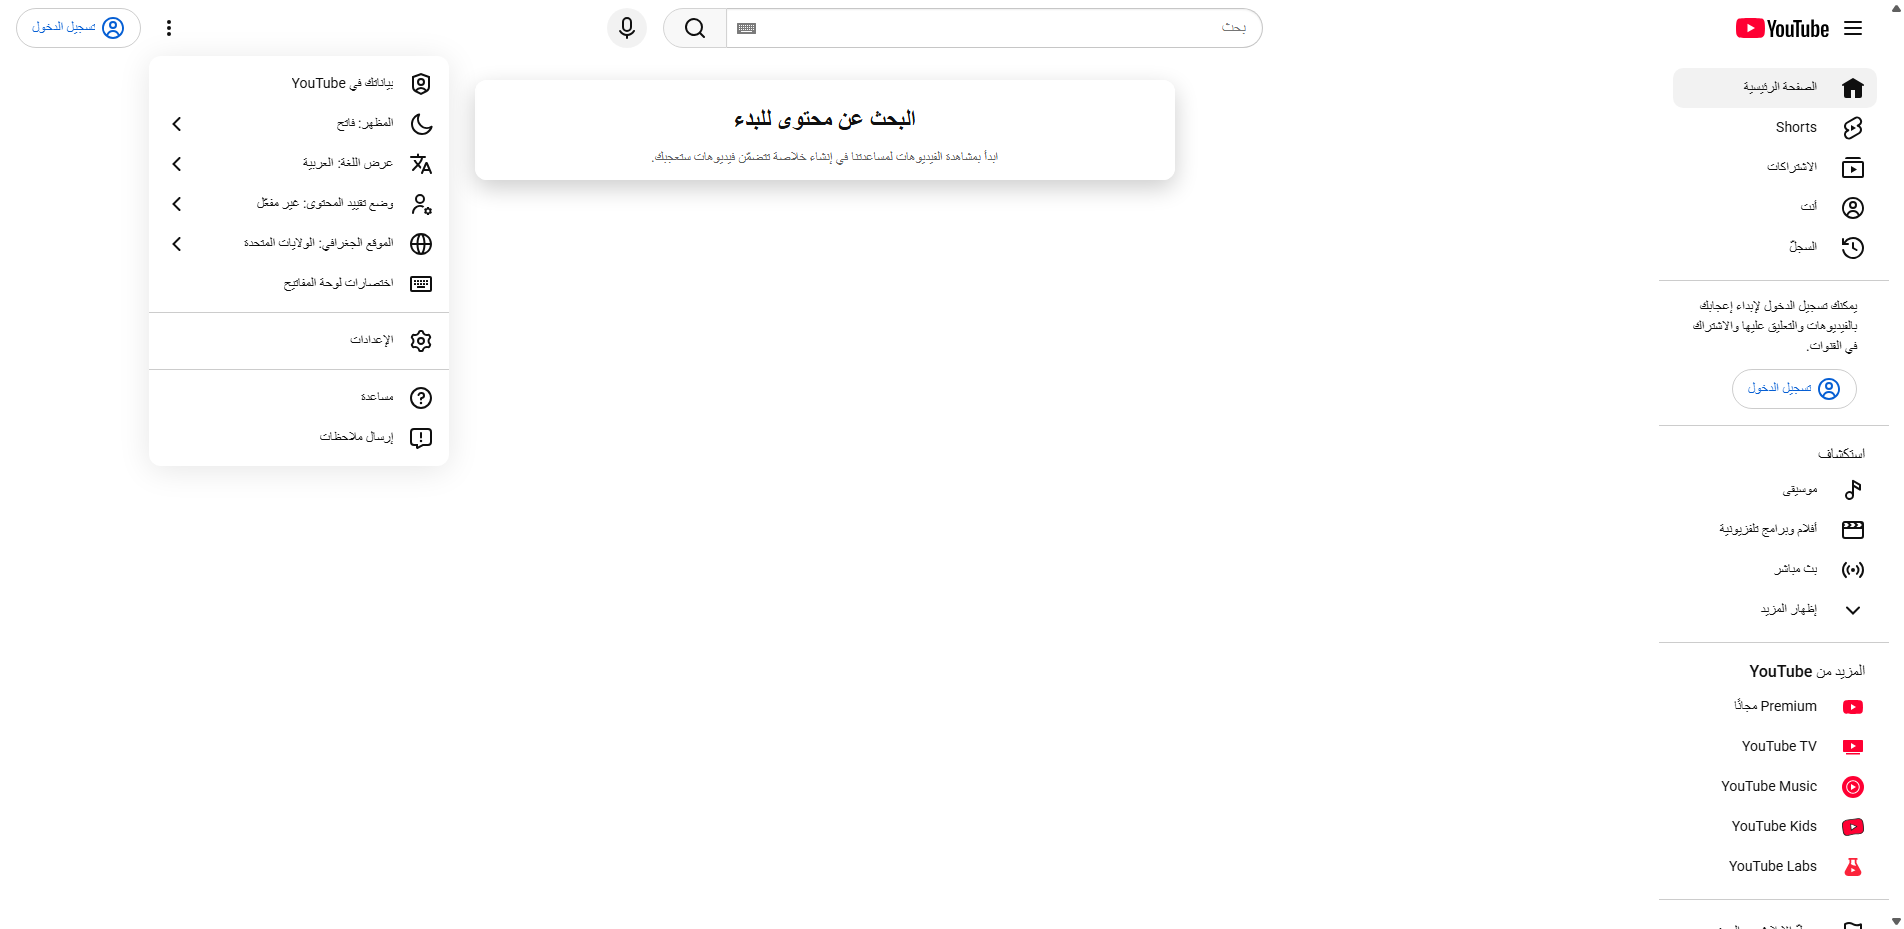 YouTube
بحث
تسجيل الدخول
بياناتك في YouTube
المظهر: فاتح
عرض اللغة: العربية
وضع تقييد المحتوى: غير مفعّل
الموقع الجغرافي: الولايات المتحدة
اختصارات لوحة المفاتيح
الإعدادات
مساعدة
إرسال ملاحظات
البحث عن محتوى للبدء
ابدأ بمشاهدة الفيديوهات لمساعدتنا في إنشاء خلاصة تتضمّن فيديوهات ستعجبك.
الصفحة الرئيسية
Shorts
الاشتراكات
أنت
السجلّ
يمكنك تسجيل الدخول لإبداء إعجابك
بالفيديوهات والتعليق عليها والاشتراك
في القنوات.
تسجيل الدخول
استكشاف
موسيقى
أفلام وبرامج تلفزيونية
بث مباشر
إظهار المزيد
المزيد من YouTube
Premium مجانًا
YouTube TV
YouTube Music
YouTube Kids
YouTube Labs